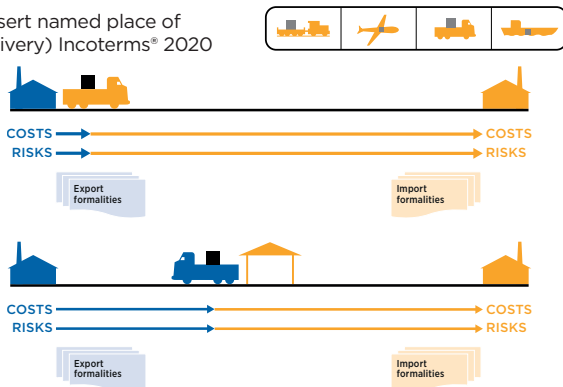 sert named place of
ivery) Incoterms® 2020
COSTS COSTS
RISKS RISKS
Export
formalities
Import
formalities
COSTS COSTS
RISKS RISKS
Export
formalities
Import
formalities